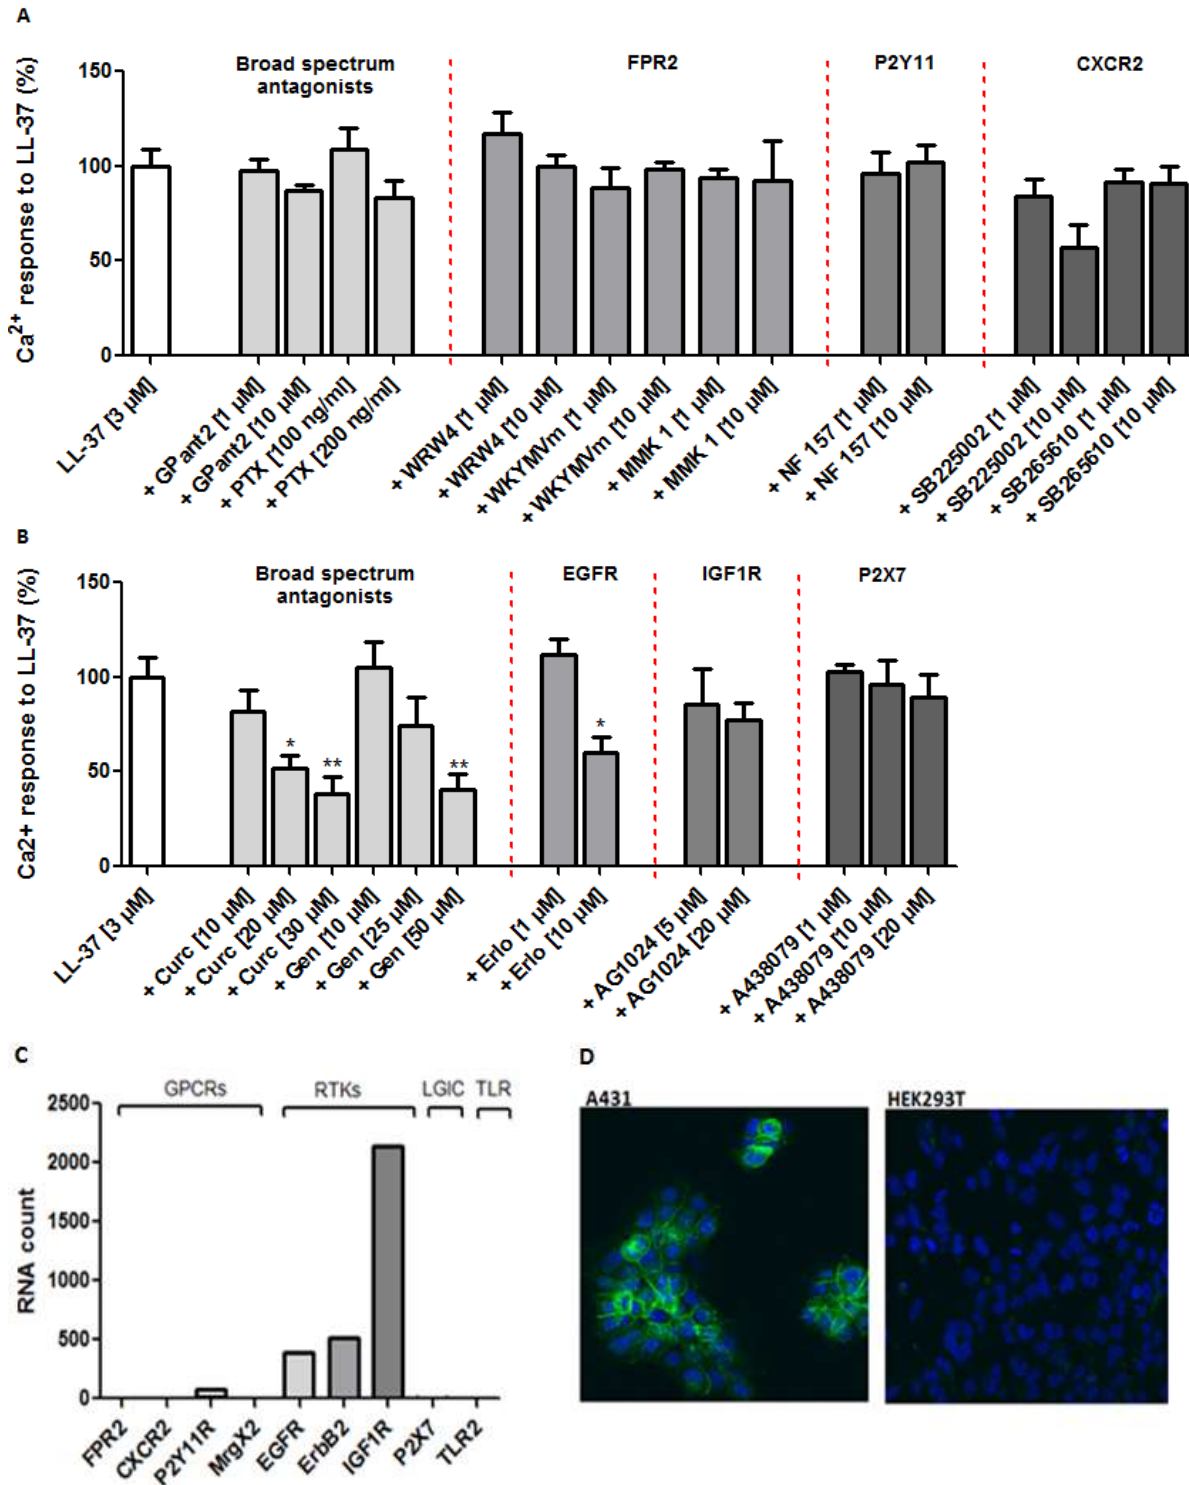 A
Ca2+ response to LL-37 (%)
150
100
50
0
Broad spectrum
antagonists
FPR2
P2Y11
CXCR2
LL-37 [3 µM]
+ GPant2 [1 µM]
+ GPant2 [10 µM]
+ PTX [100 ng/ml]
+ PTX [200 ng/ml]
+ WRW4 [1 µM]
+ WRW4 [10 µM]
+ WKYMVm [1 µM]
+ WKYMVm [10 µM]
+ MMK 1 [1 µM]
+ MMK 1 [10 µM]
+ NF 157 [1 µM]
+ NF 157 [10 µM]
+ SB225002 [1 µM]
+ SB225002 [10 µM]
+ SB265610 [1 µM]
+ SB265610 [10 µM]
B
Ca2+ response to LL-37 (%)
150
100
50
0
Broad spectrum
antagonists
EGFR
IGF1R
P2X7
*
**
**
*
LL-37 [3 µM]
+ Curc [10 µM]
+ Curc [20 µM]
+ Curc [30 µM]
+ Gen [10 µM]
+ Gen [25 µM]
+ Gen [50 µM]
+ Erlo [1 µM]
+ Erlo [10 µM]
+ AG1024 [5 µM]
+ AG1024 [20 µM]
+ A438079 [1 µM]
+ A438079 [10 µM]
+ A438079 [20 µM]
C
RNA count
2500
2000
1500
1000
500
0
GPCRs
RTKs
LGIC
TLR
FPR2
CXCR2
P2Y11R
MrgX2
EGFR
ErbB2
IGF1R
P2X7
TLR2
D
A431
HEK293T